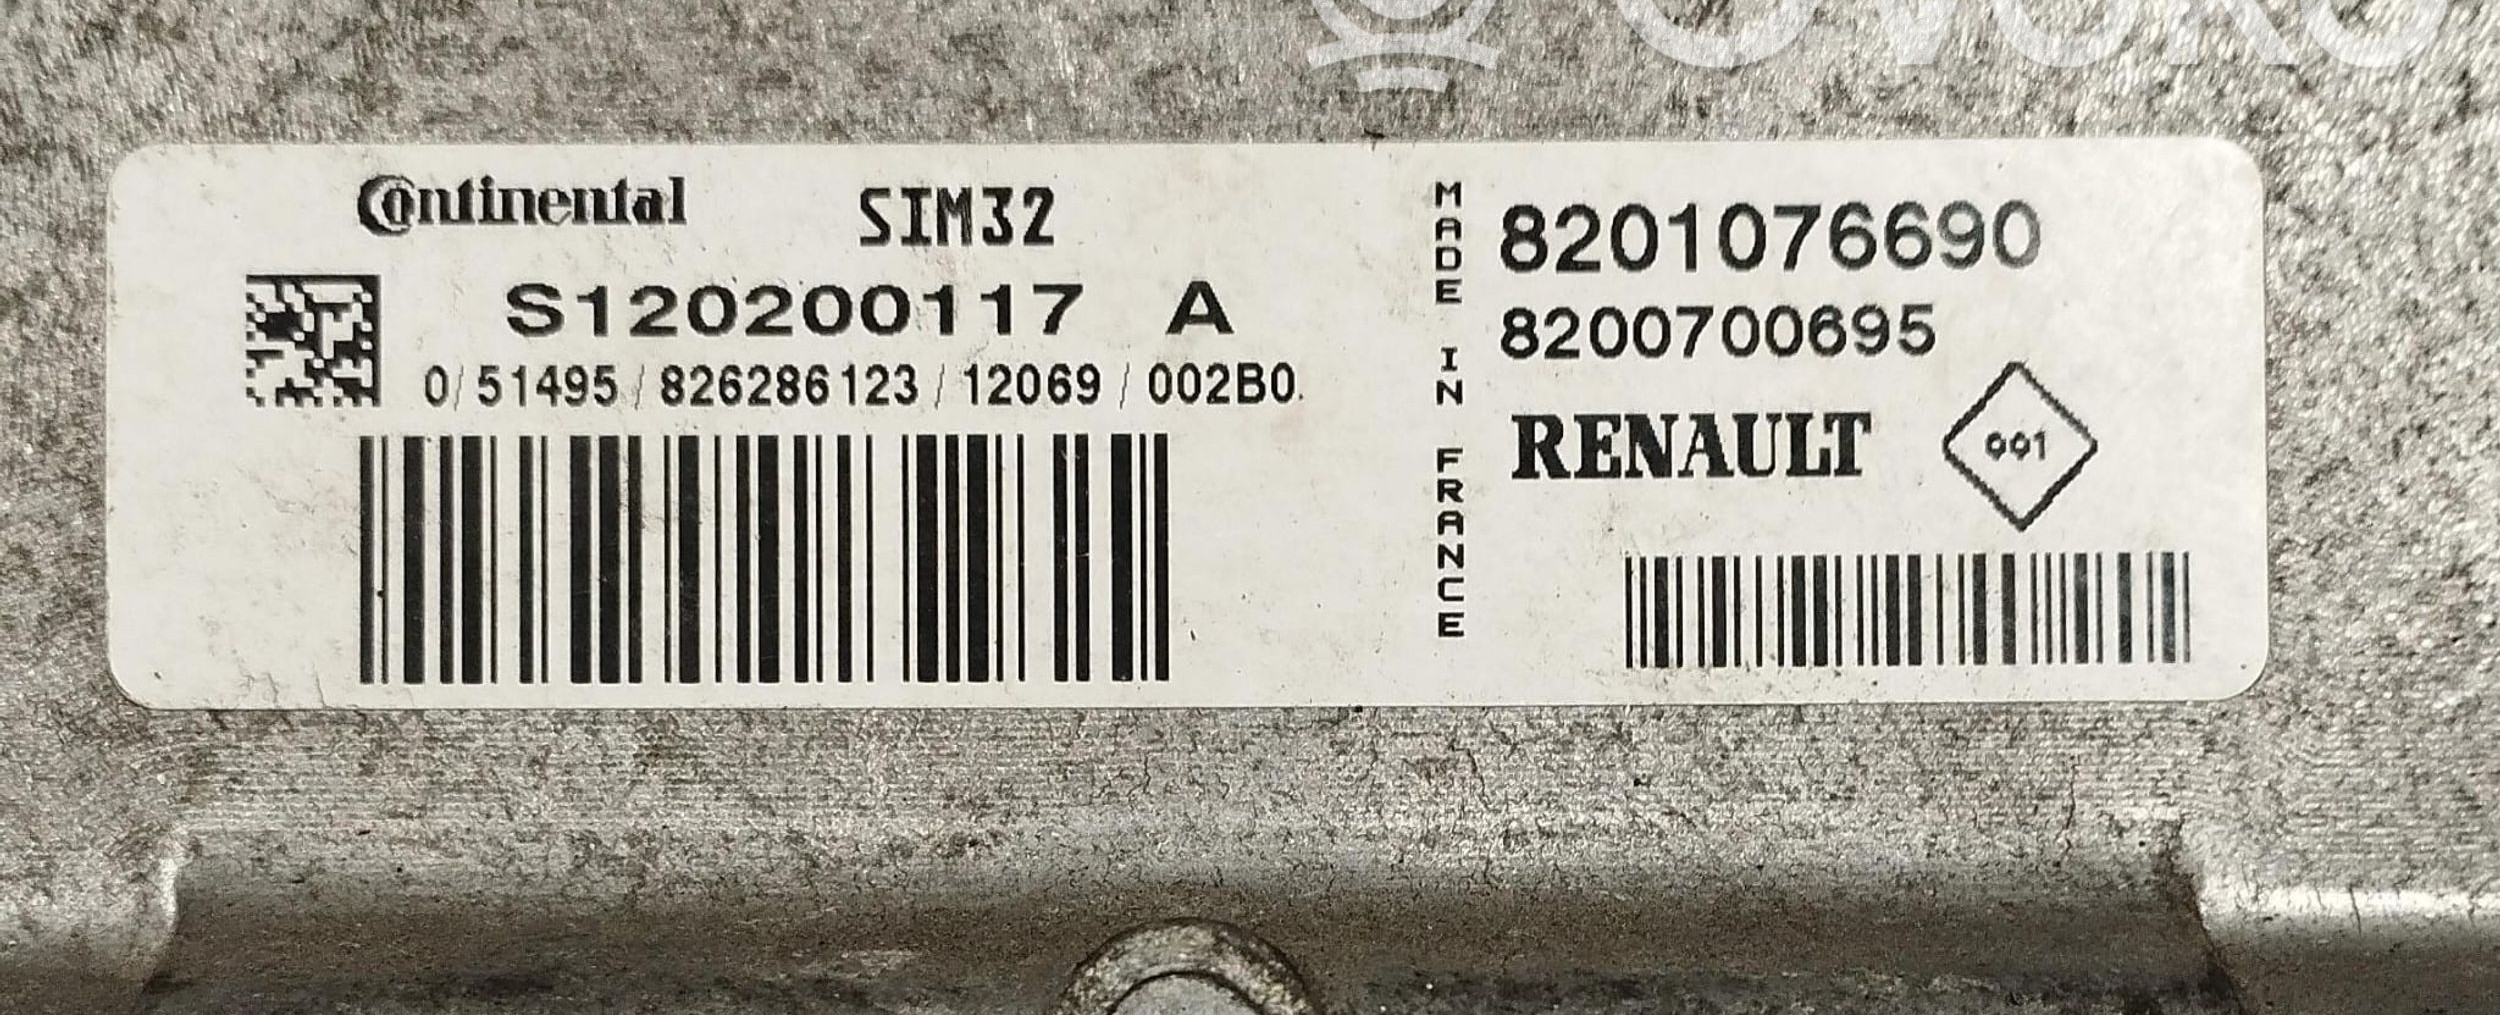 Continental SIM32
S120200117 A
0/51495/826286123/12069/002B0.
MADE IN FRANCE
8201076690
8200700695
RENAULT 001